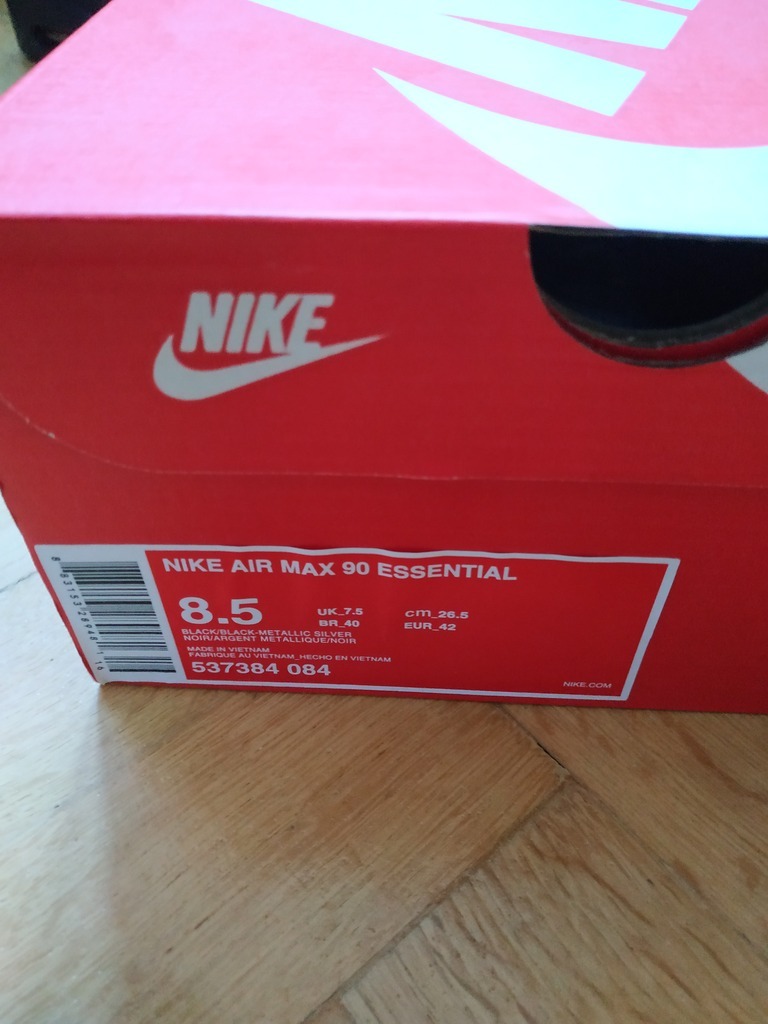 NIKE
NIKE AIR MAX 90 ESSENTIAL
8.5
UK_7.5 cm_26.5
BR_40 EUR_42
BLACK/BLACK-METALLIC SILVER
NOIR/ARGENT METALLIQUE/NOIR
MADE IN VIETNAM
FABRIQUE AU VIETNAM_HECHO EN VIETNAM
537384 084
NIKE.COM